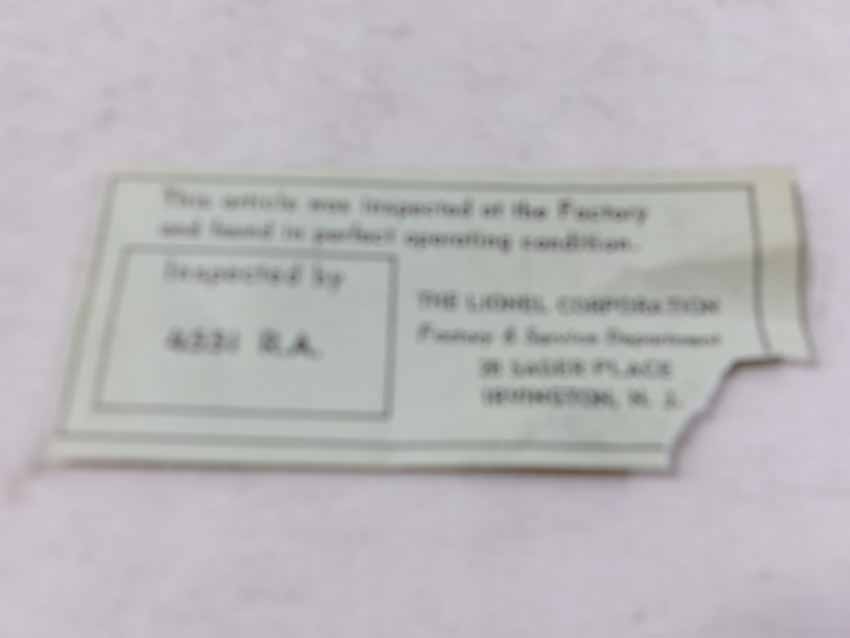 This article was inspected at the Factory
and found in perfect operating condition.
Inspected by
R.A.
THE LIONEL CORPORATION
Factory & Service Department
SAGER PLACE
IRVINGTON, N. J.